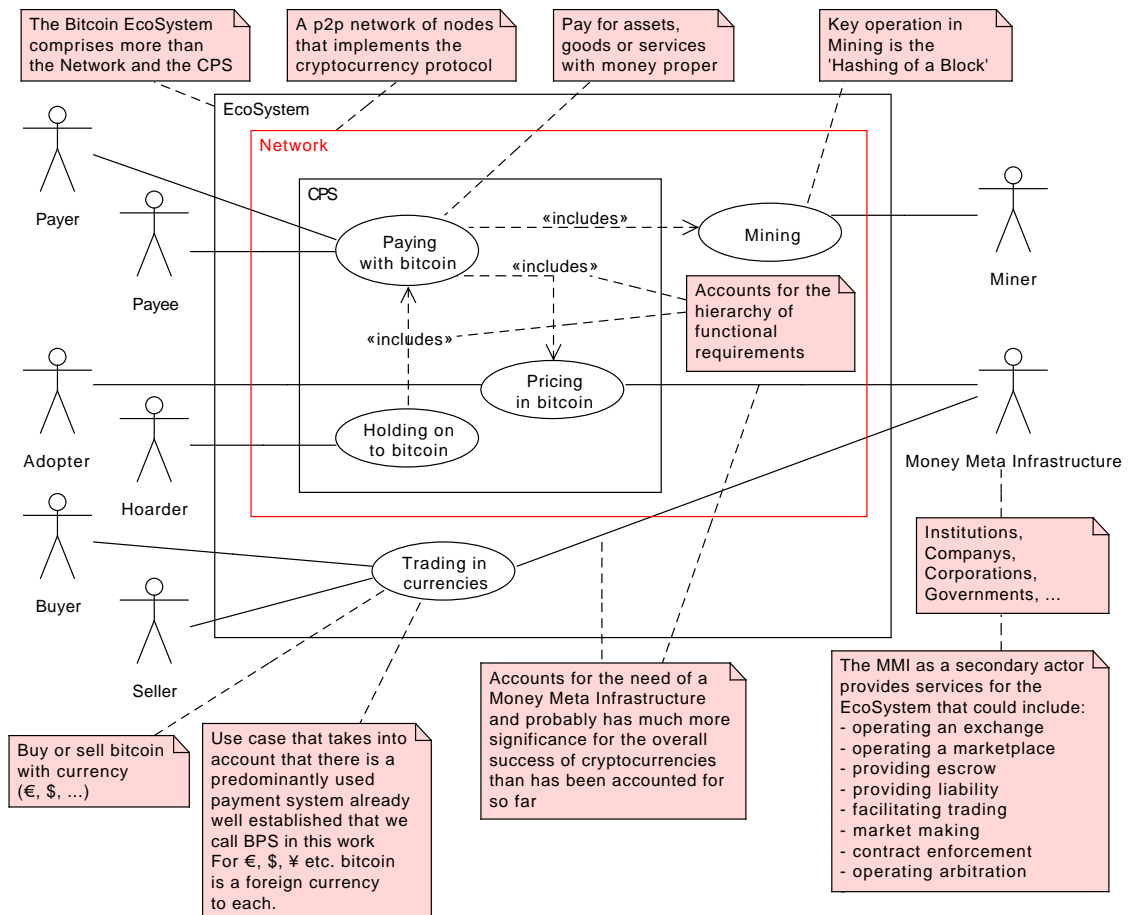 The Bitcoin EcoSystem
comprises more than
the Network and the CPS
A p2p network of nodes
that implements the
cryptocurrency protocol
Pay for assets,
goods or services
with money proper
Key operation in
Mining is the
'Hashing of a Block'
EcoSystem
Network
CPS
Payer
Payee
Paying
with bitcoin
«includes»
Mining
Miner
«includes»
Accounts for the
hierarchy of
functional
requirements
«includes»
Pricing
in bitcoin
Adopter
Holding on
to bitcoin
Hoarder
Money Meta Infrastructure
Institutions,
Companys,
Corporations,
Governments, ...
Trading in
currencies
Buyer
Seller
Buy or sell bitcoin
with currency
(€, $, ...)
Use case that takes into
account that there is a
predominantly used
payment system already
well established that we
call BPS in this work
For €, $, ¥ etc. bitcoin
is a foreign currency
to each.
Accounts for the need of a
Money Meta Infrastructure
and probably has much more
significance for the overall
success of cryptocurrencies
than has been accounted for
so far
The MMI as a secondary actor
provides services for the
EcoSystem that could include:
- operating an exchange
- operating a marketplace
- providing escrow
- providing liability
- facilitating trading
- market making
- contract enforcement
- operating arbitration